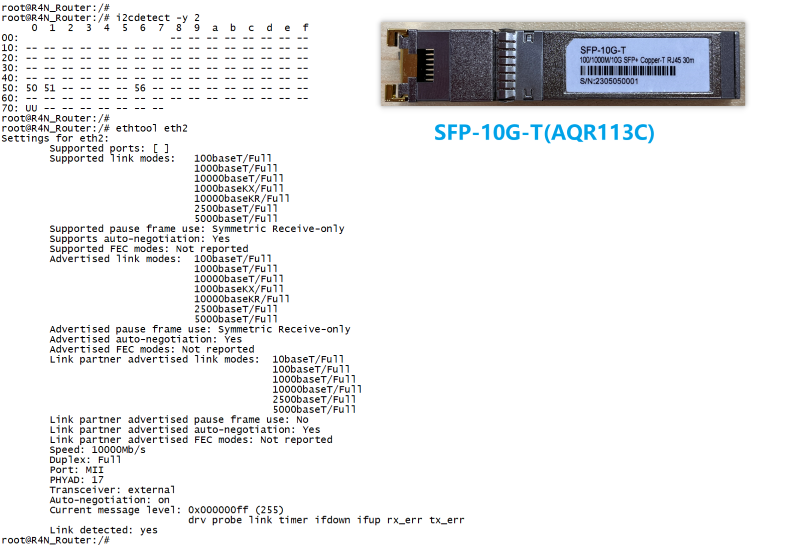 root@R4N_Router:/#
root@R4N_Router:/# i2cdetect -y 2
0 1 2 3 4 5 6 7 8 9 a b c d e f
00: -- -- -- -- -- -- -- --
10: -- -- -- -- -- -- -- -- -- -- -- -- -- -- -- --
20: -- -- -- -- -- -- -- -- -- -- -- -- -- -- -- --
30: -- -- -- -- -- -- -- -- -- -- -- -- -- -- -- --
40: -- -- -- -- -- -- -- -- -- -- -- -- -- -- -- --
50: 50 51 -- -- -- -- 56 -- -- -- -- -- -- -- -- --
60: -- -- -- -- -- -- -- -- -- -- -- -- -- -- -- --
70: UU -- -- -- -- -- -- --
root@R4N_Router:/#
root@R4N_Router:/# ethtool eth2
Settings for eth2:
Supported ports: [ ]
Supported link modes: 100baseT/Full
1000baseT/Full
10000baseT/Full
1000baseKX/Full
10000baseKR/Full
2500baseT/Full
5000baseT/Full
Supported pause frame use: Symmetric Receive-only
Supports auto-negotiation: Yes
Supported FEC modes: Not reported
Advertised link modes: 100baseT/Full
1000baseT/Full
10000baseT/Full
1000baseKX/Full
10000baseKR/Full
2500baseT/Full
5000baseT/Full
Advertised pause frame use: Symmetric Receive-only
Advertised auto-negotiation: Yes
Advertised FEC modes: Not reported
Link partner advertised link modes: 10baseT/Full
100baseT/Full
1000baseT/Full
10000baseT/Full
2500baseT/Full
5000baseT/Full
Link partner advertised pause frame use: No
Link partner advertised auto-negotiation: Yes
Link partner advertised FEC modes: Not reported
Speed: 10000Mb/s
Duplex: Full
Port: MII
PHYAD: 17
Transceiver: external
Auto-negotiation: on
Current message level: 0x000000ff (255)
drv probe link timer ifdown ifup rx_err tx_err
Link detected: yes
root@R4N_Router:/#
SFP-10G-T
100/1000M/10G SFP+ Copper-T RJ45 30m
S/N:2305050001
SFP-10G-T(AQR113C)